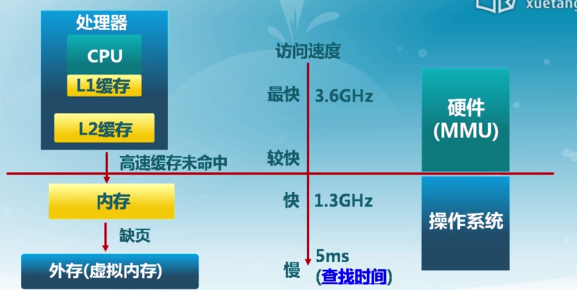 xuetang
处理器
CPU
L1缓存
L2缓存
高速缓存未命中
内存
缺页
外存(虚拟内存)
访问速度
最快 3.6GHz
较快
快 1.3GHz
慢 5ms
(查找时间)
硬件
(MMU)
操作系统